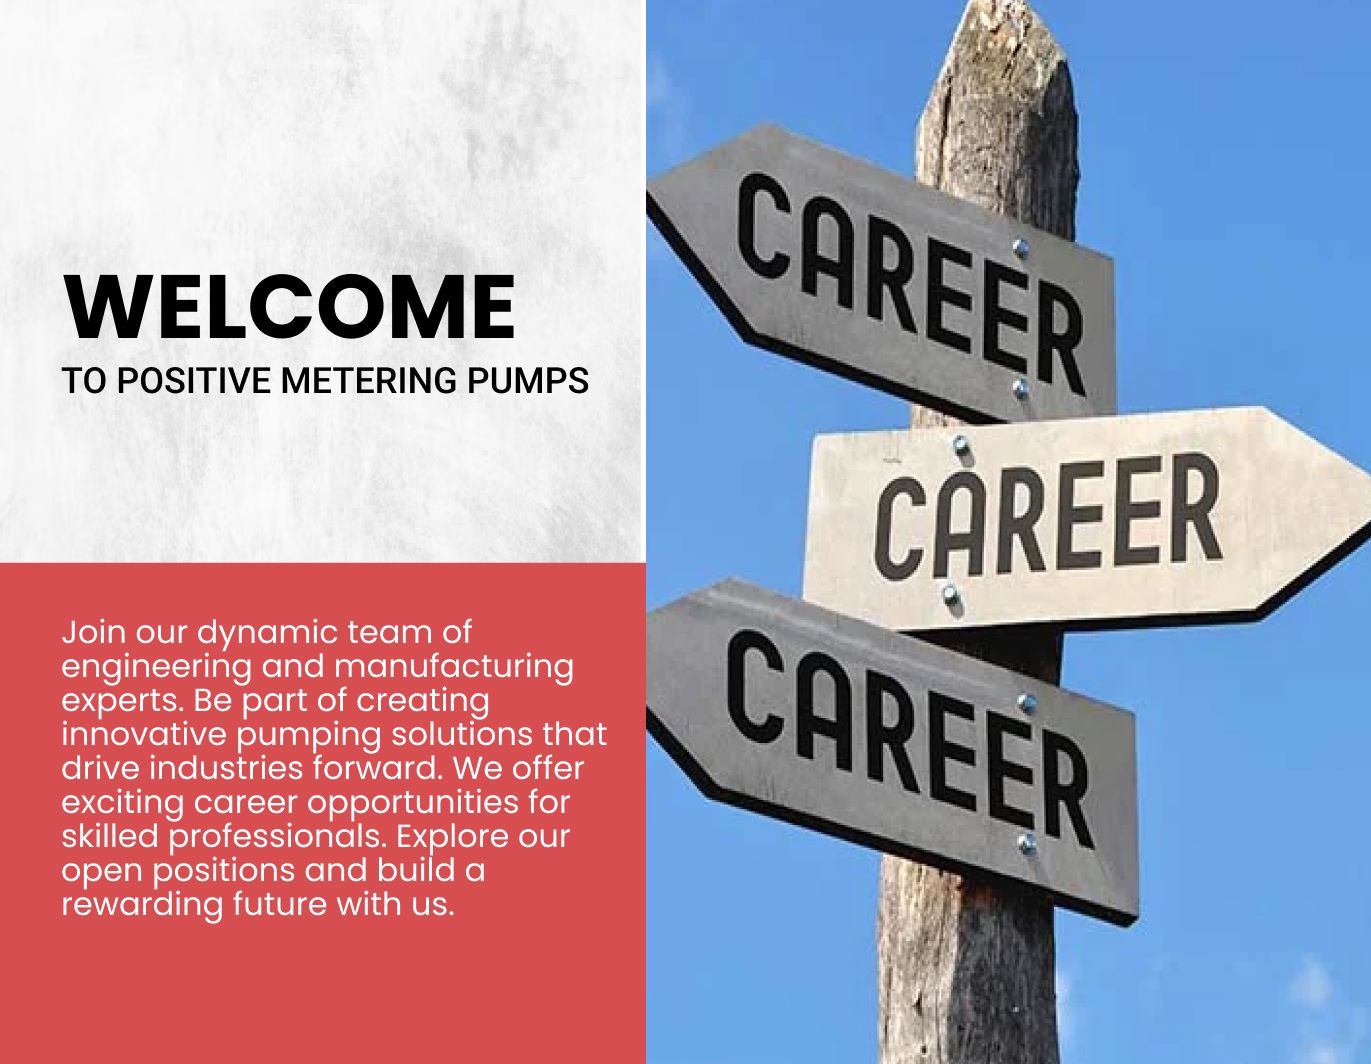 WELCOME
TO POSITIVE METERING PUMPS
Join our dynamic team of
engineering and manufacturing
experts. Be part of creating
innovative pumping solutions that
drive industries forward. We offer
exciting career opportunities for
skilled professionals. Explore our
open positions and build a
rewarding future with us.
CAREER
CAREER
CAREER